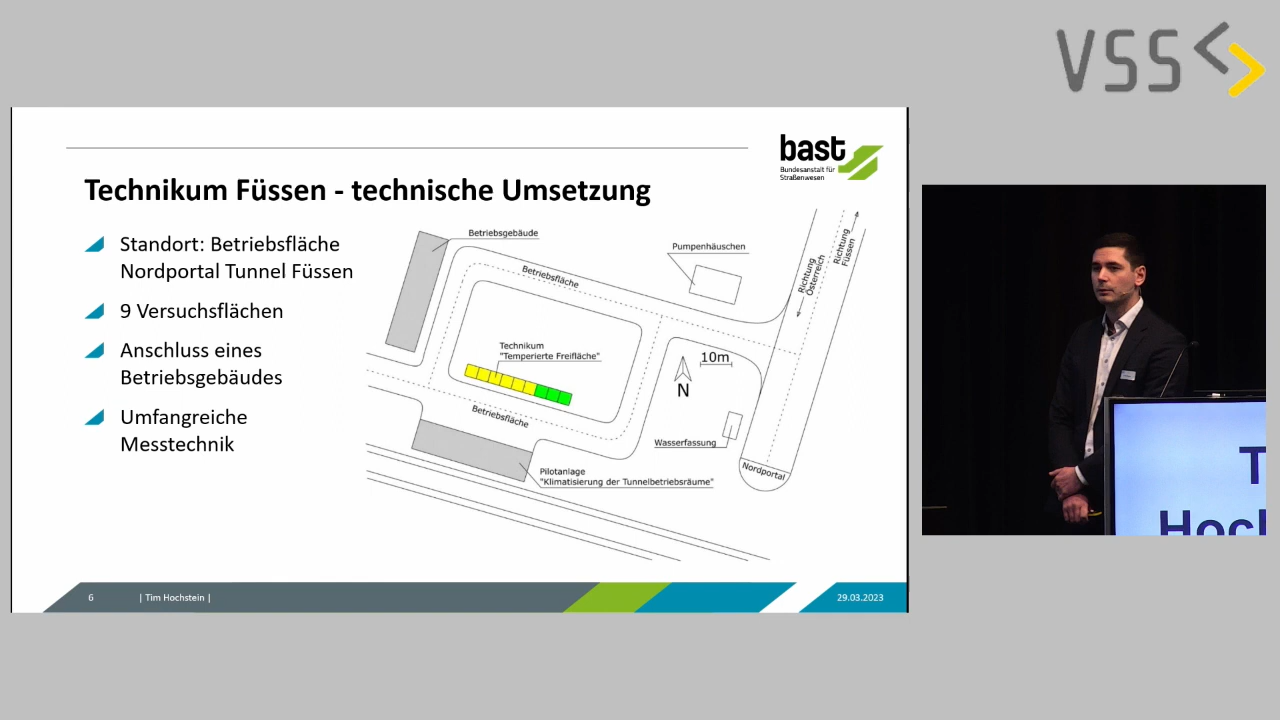 VSS
bast
Bundesanstalt für
Straßenwesen
Technikum Füssen - technische Umsetzung
Standort: Betriebsfläche
Nordportal Tunnel Füssen
9 Versuchsflächen
Anschluss eines
Betriebsgebäudes
Umfangreiche
Messtechnik
Betriebsgebäude
Pumpenhäuschen
Richtung
Österreich
Richtung
Füssen
Betriebsfläche
Technikum
"Temperierte Freifläche"
10m
N
Betriebsfläche
Wasserfassung
Nordportal
Pilotanlage
"Klimatisierung der Tunnelbetriebsräume"
6
| Tim Hochstein |
29.03.2023
T
Hoch